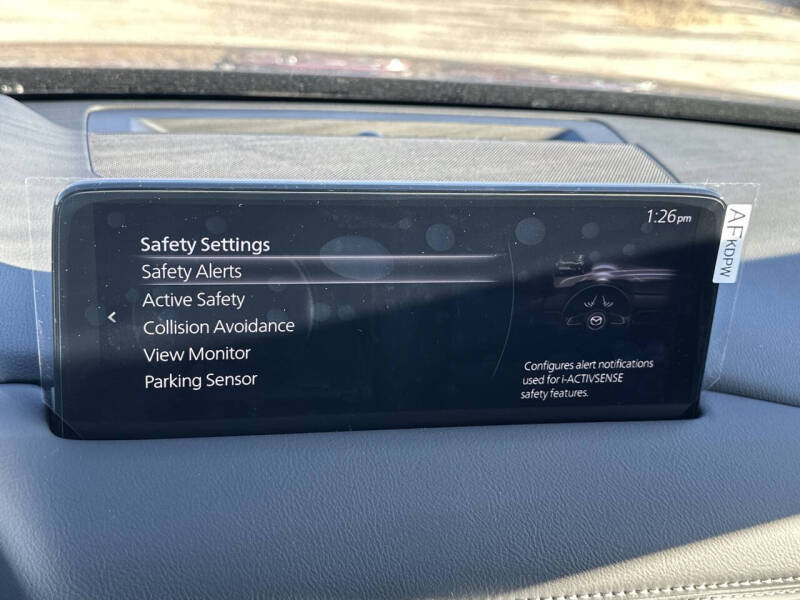 1:26pm
Safety Settings
Safety Alerts
Active Safety
Collision Avoidance
View Monitor
Parking Sensor
Configures alert notifications
used for i-ACTIVSENSE
safety features.
AFKDPW